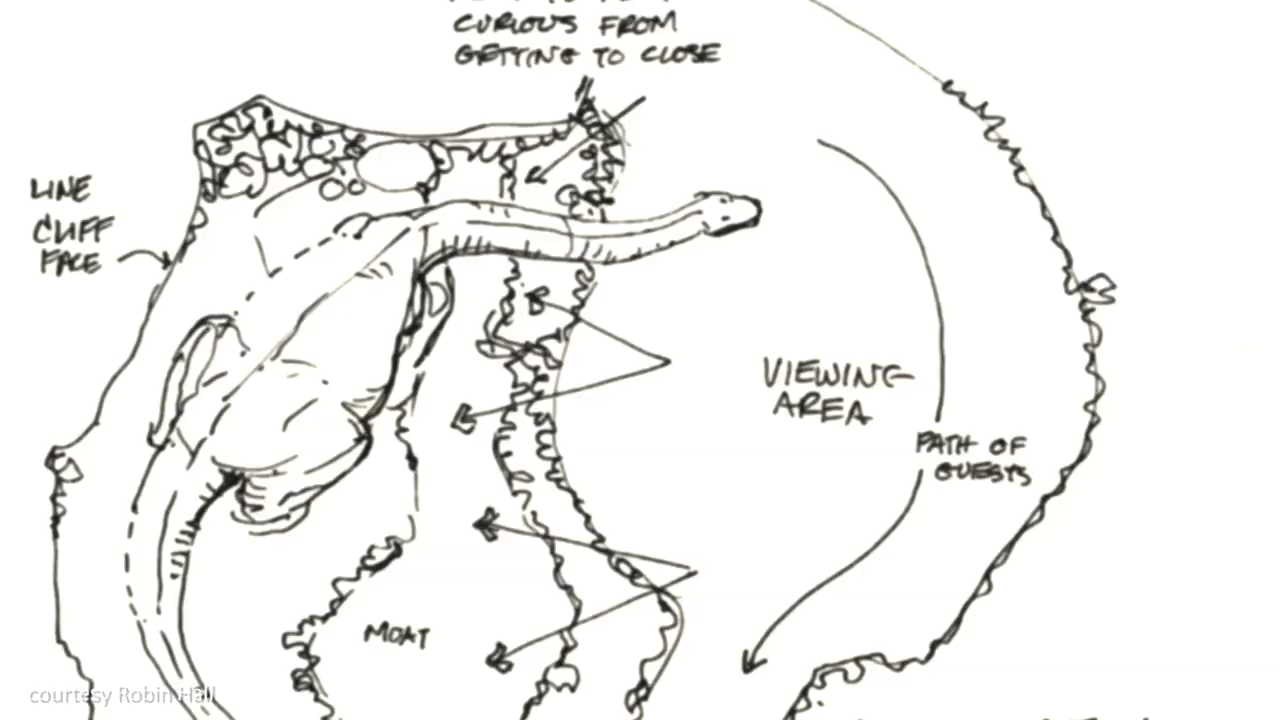 CURIOUS FROM
GETTING TO CLOSE
LINE
CLIFF
FACE
VIEWING
AREA
PATH OF
GUESTS
MOAT
courtesy Robin Hall